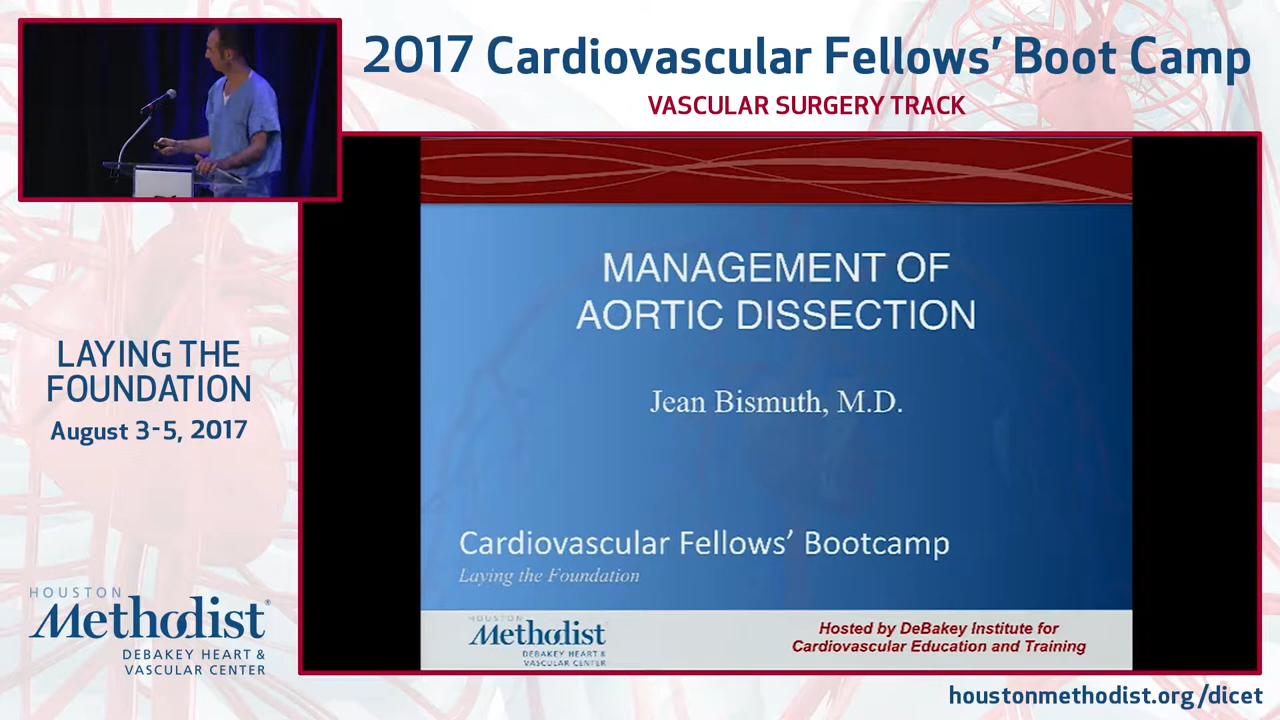 2017 Cardiovascular Fellows’ Boot Camp
VASCULAR SURGERY TRACK
MANAGEMENT OF
AORTIC DISSECTION
Jean Bismuth, M.D.
Cardiovascular Fellows’ Bootcamp
Laying the Foundation
HOUSTON
Methodist
DEBAKEY HEART &
VASCULAR CENTER
Hosted by DeBakey Institute for
Cardiovascular Education and Training
LAYING THE
FOUNDATION
August 3-5, 2017
HOUSTON
Methodist®
DEBAKEY HEART &
VASCULAR CENTER
houstonmethodist.org/dicet